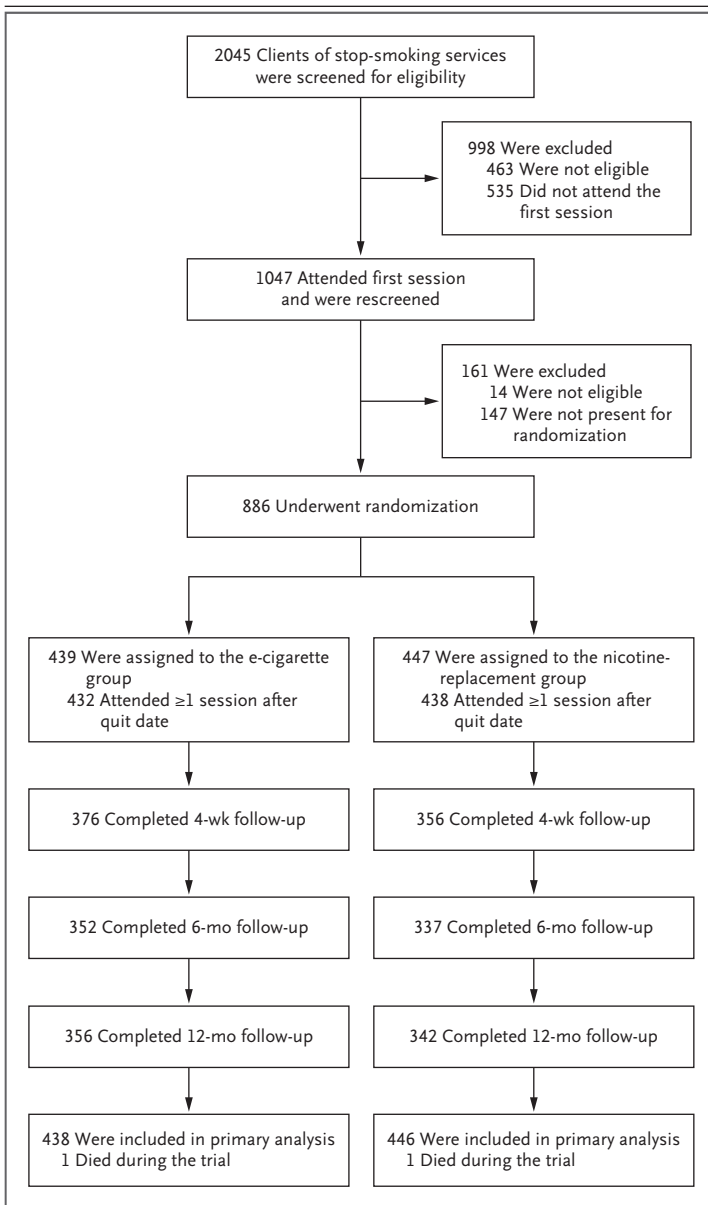 2045 Clients of stop-smoking services
were screened for eligibility
998 Were excluded
463 Were not eligible
535 Did not attend the
first session
1047 Attended first session
and were rescreened
161 Were excluded
14 Were not eligible
147 Were not present for
randomization
886 Underwent randomization
439 Were assigned to the e-cigarette
group
432 Attended ≥1 session after
quit date
447 Were assigned to the nicotine-
replacement group
438 Attended ≥1 session after
quit date
376 Completed 4-wk follow-up
356 Completed 4-wk follow-up
352 Completed 6-mo follow-up
337 Completed 6-mo follow-up
356 Completed 12-mo follow-up
342 Completed 12-mo follow-up
438 Were included in primary analysis
1 Died during the trial
446 Were included in primary analysis
1 Died during the trial